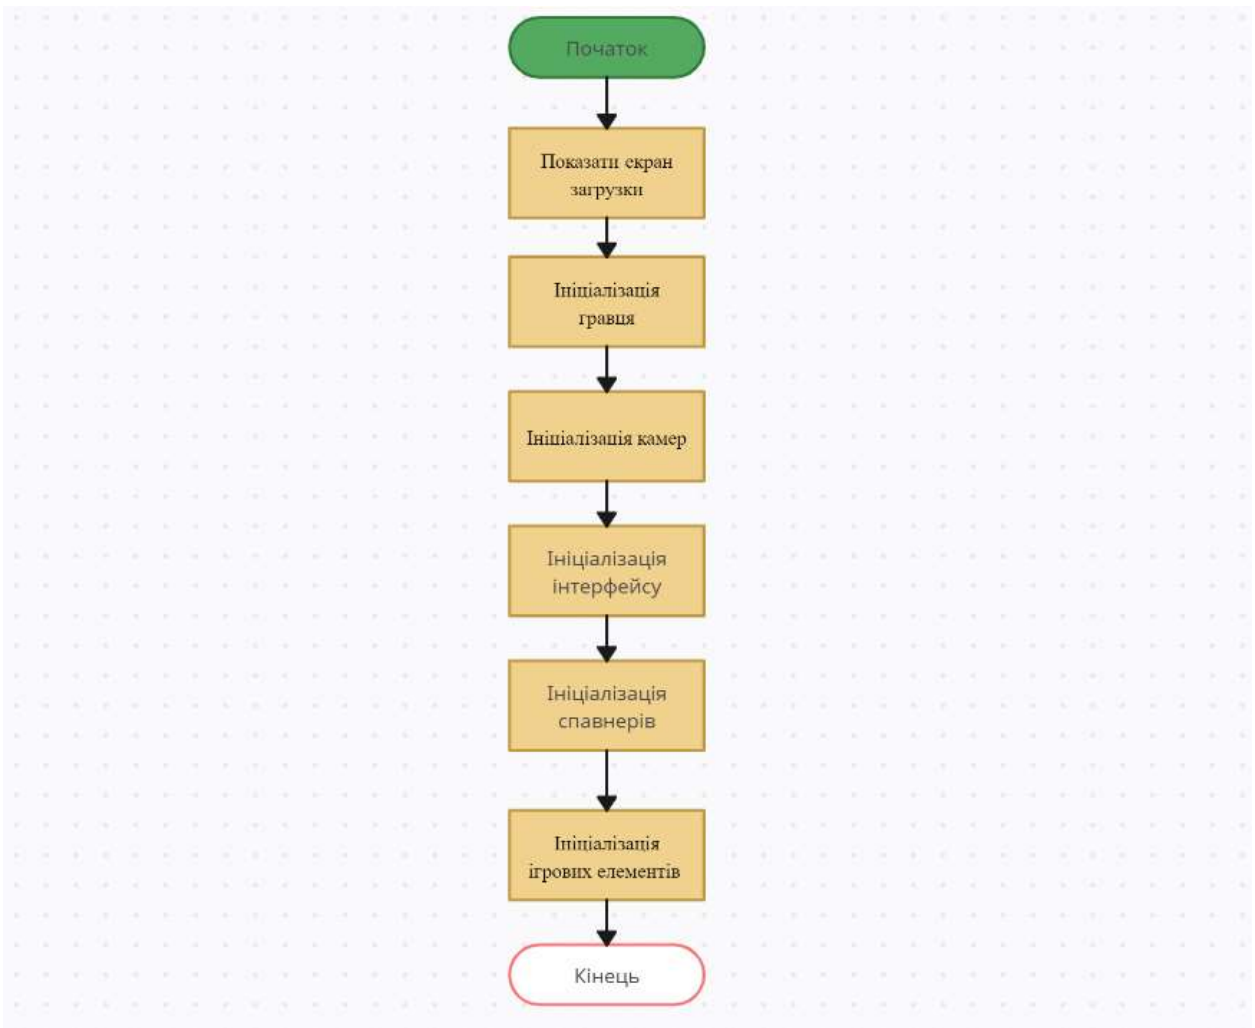 Початок
Показати екран
загрузки
Ініціалізація
гравця
Ініціалізація камер
Ініціалізація
інтерфейсу
Ініціалізація
спавнерів
Ініціалізація
ігрових елементів
Кінець